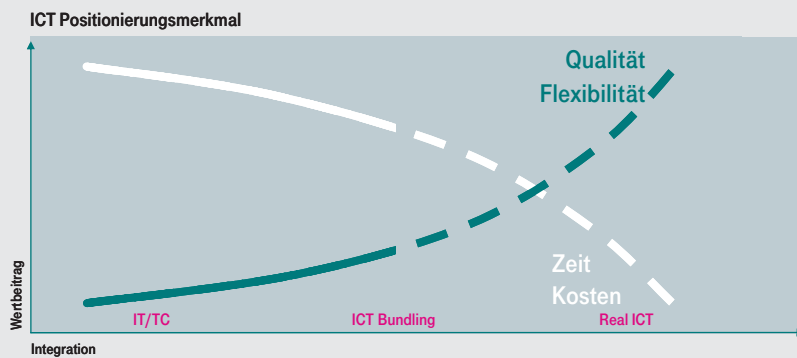 ICT Positionierungsmerkmal
Qualität
Flexibilität
Zeit
Kosten
Wertbeitrag
IT/TC
ICT Bundling
Real ICT
Integration